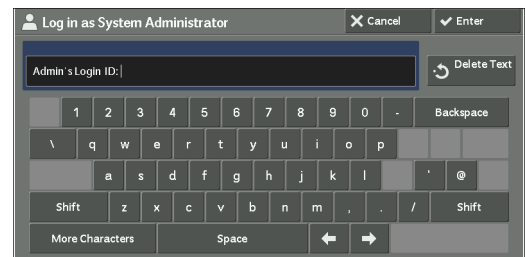 Log in as System Administrator Cancel Enter
Admin's Login ID:
Delete Text
1 2 3 4 5 6 7 8 9 0 - Backspace
\ q w e r t y u i o p
a s d f g h j k l ' @
Shift z x c v b n m , . / Shift
More Characters Space